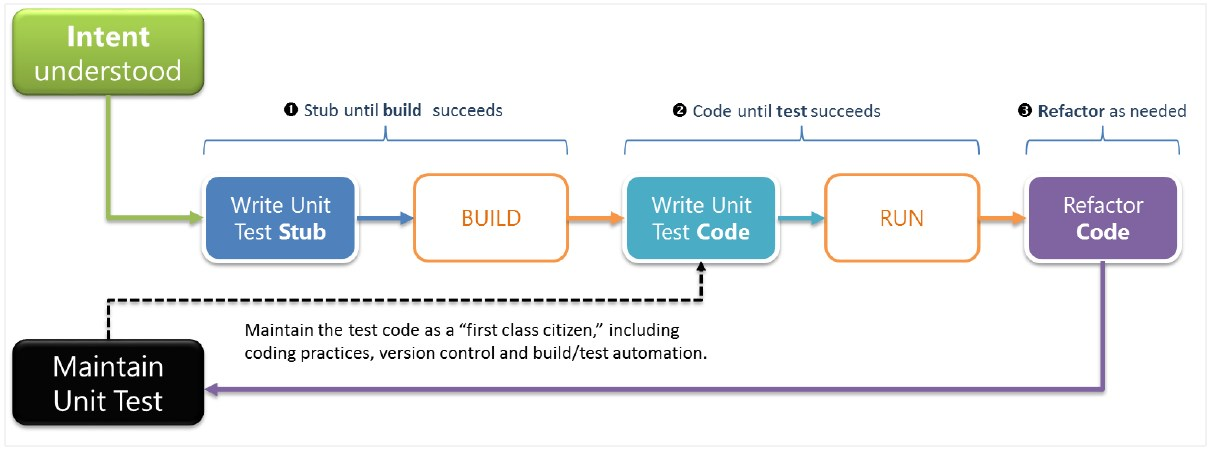 Intent
understood
❶ Stub until build succeeds
❷ Code until test succeeds
❸ Refactor as needed
Write Unit
Test Stub
BUILD
Write Unit
Test Code
RUN
Refactor
Code
Maintain the test code as a “first class citizen,” including
coding practices, version control and build/test automation.
Maintain
Unit Test